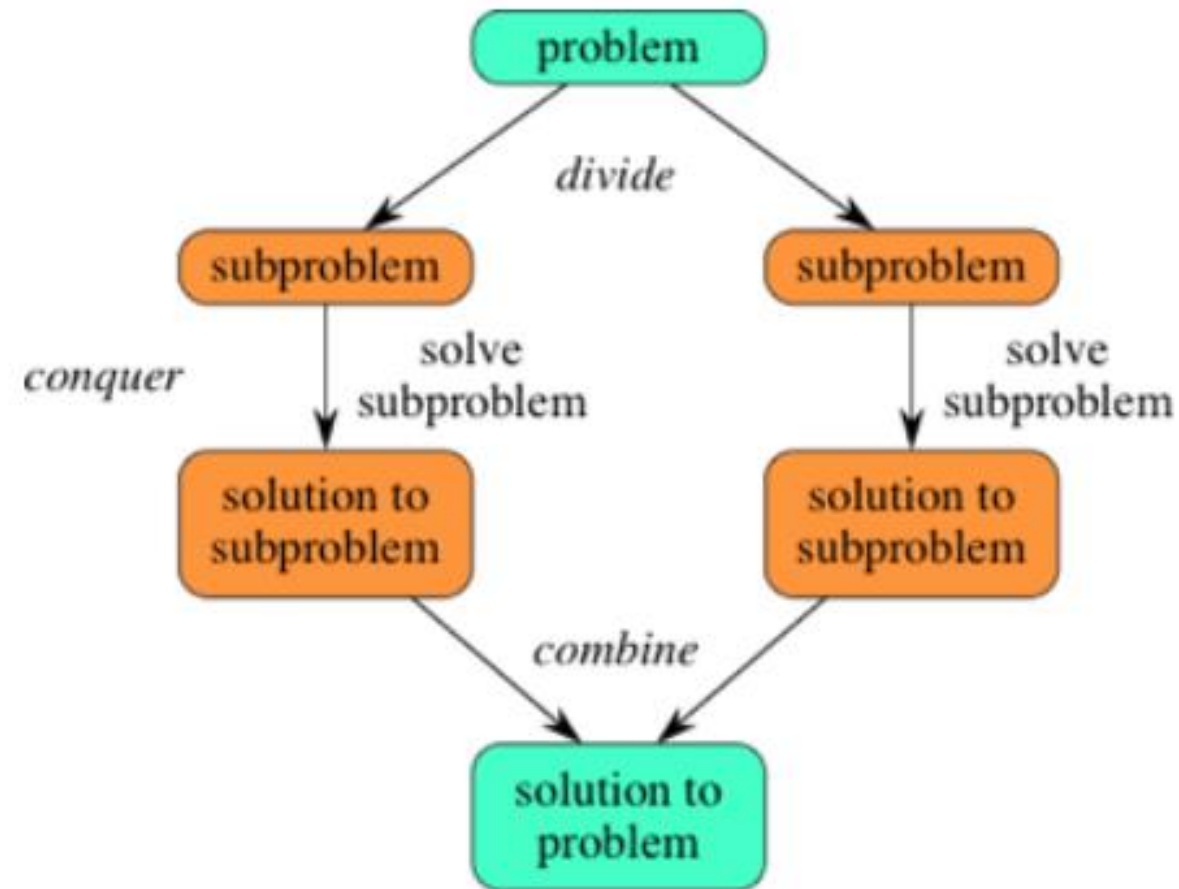 problem
divide
subproblem
subproblem
conquer
solve
subproblem
solve
subproblem
solution to
subproblem
solution to
subproblem
combine
solution to
problem